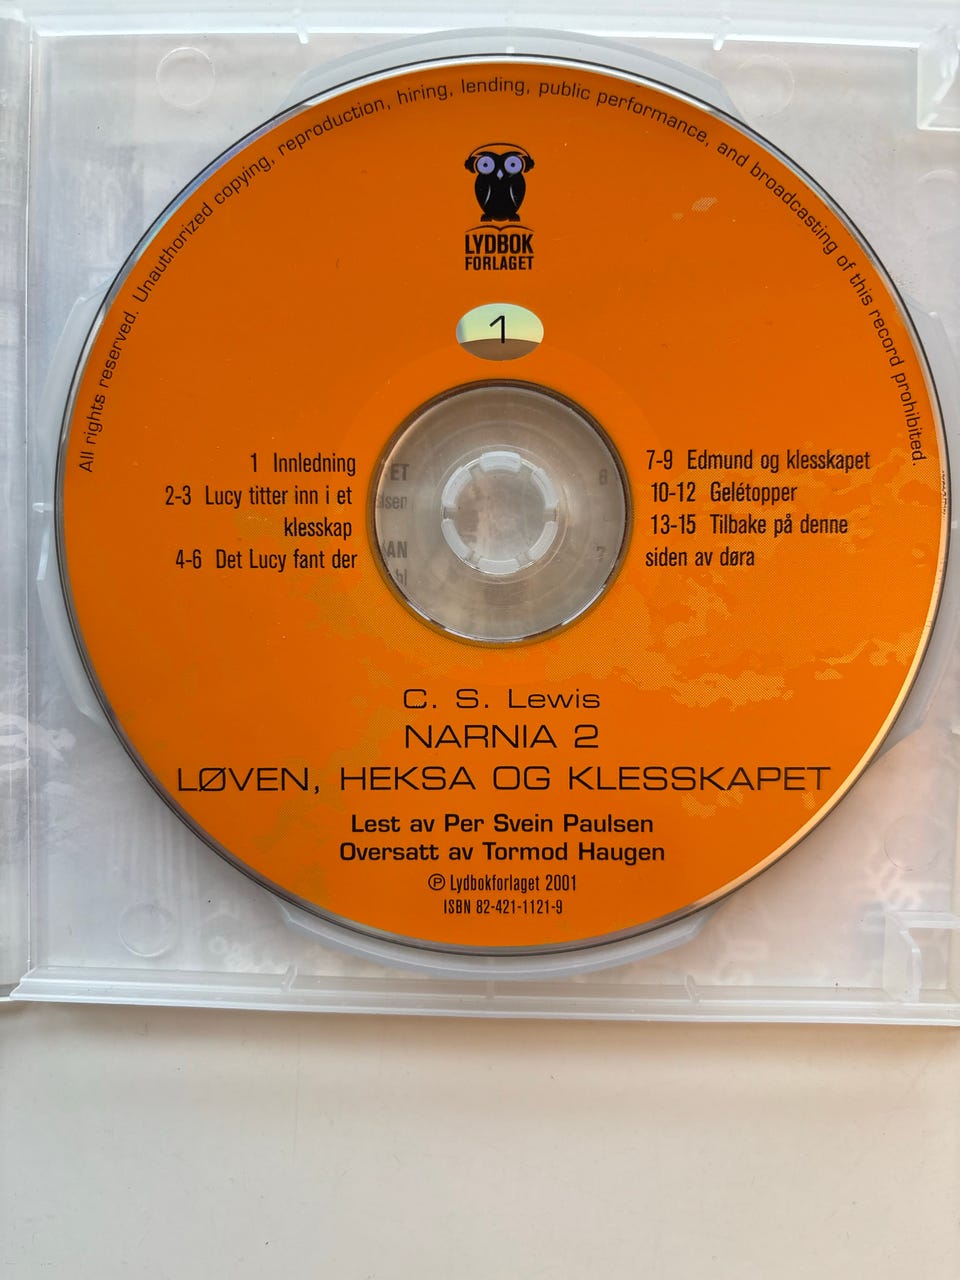 All rights reserved. Unauthorized copying, reproduction, hiring, lending, public performance, and broadcasting of this record prohibited.
LYDBOK
FORLAGET
1
1 Innledning
2-3 Lucy titter inn i et
klesskap
4-6 Det Lucy fant der
7-9 Edmund og klesskapet
10-12 Gelétopper
13-15 Tilbake på denne
siden av døra
C. S. Lewis
NARNIA 2
LØVEN, HEKSA OG KLESSKAPET
Lest av Per Svein Paulsen
Oversatt av Tormod Haugen
℗ Lydbokforlaget 2001
ISBN 82-421-1121-9